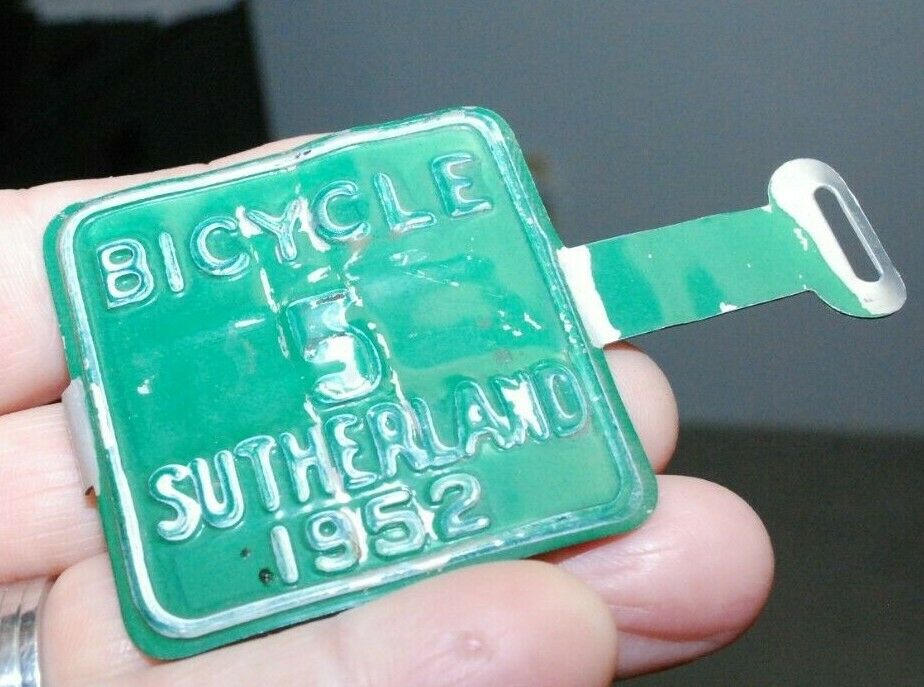 BICYCLE
5
SUTHERLAND
1952